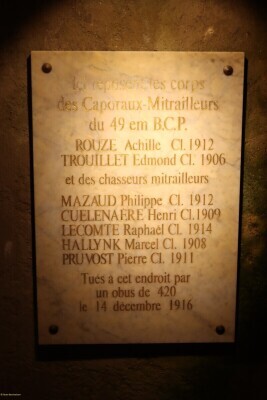 Ici reposent les corps
des Caporaux-Mitrailleurs
du 49 em B.C.P.
ROUZE Achille Cl. 1912
TROUILLET Edmond Cl. 1906
et des chasseurs mitrailleurs
MAZAUD Philippe Cl. 1912
CUELENAERE Henri Cl. 1909
LECOMTE Raphaël Cl. 1914
HALLYNK Marcel Cl. 1908
PRUVOST Pierre Cl. 1911
Tués a cet endroit par
un obus de 420
le 14 décembre 1916